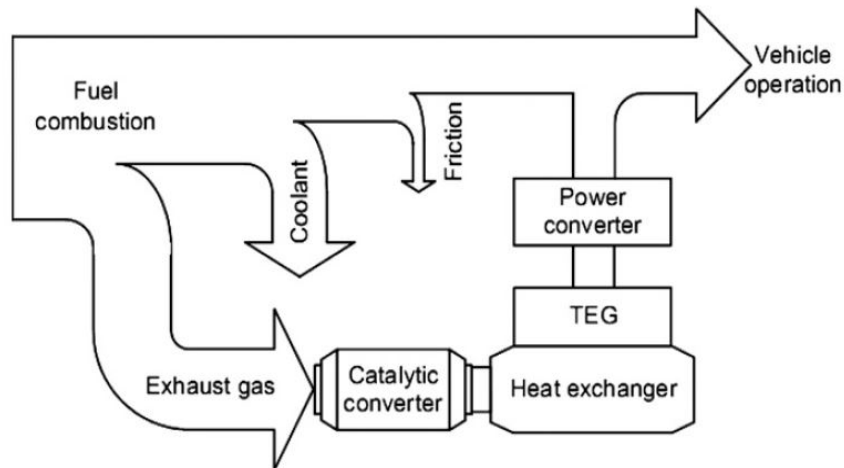 Fuel
combustion
Vehicle
operation
Coolant
Friction
Power
converter
TEG
Exhaust gas
Catalytic
converter
Heat exchanger